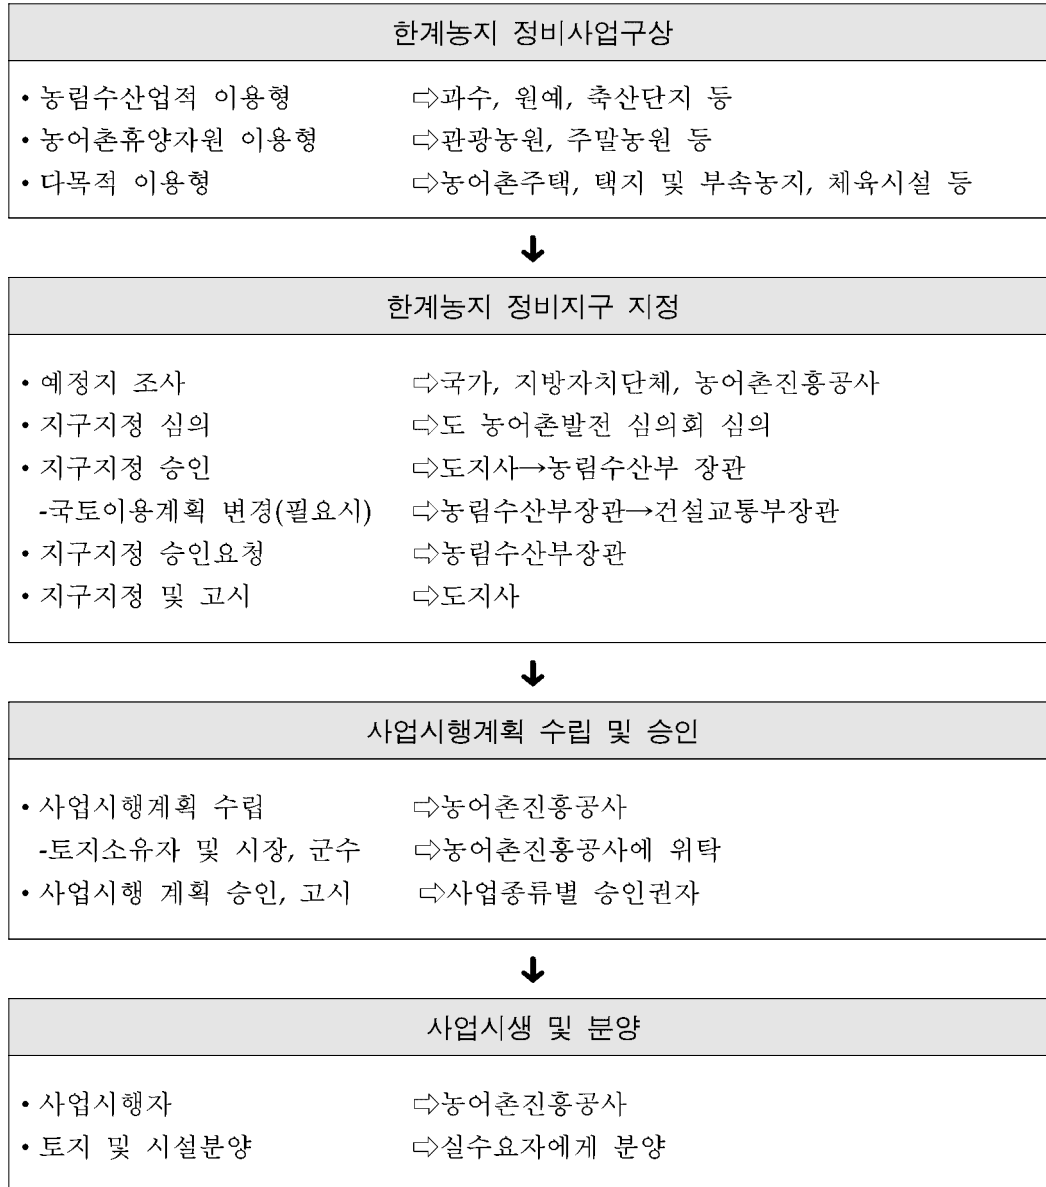 한계농지 정비사업구상
• 농림수산업적 이용형 ⇨과수, 원예, 축산단지 등
• 농어촌휴양자원 이용형 ⇨관광농원, 주말농원 등
• 다목적 이용형 ⇨농어촌주택, 택지 및 부속농지, 체육시설 등
↓
한계농지 정비지구 지정
• 예정지 조사 ⇨국가, 지방자치단체, 농어촌진흥공사
• 지구지정 심의 ⇨도 농어촌발전 심의회 심의
• 지구지정 승인 ⇨도지사→농림수산부 장관
-국토이용계획 변경(필요시) ⇨농림수산부장관→건설교통부장관
• 지구지정 승인요청 ⇨농림수산부장관
• 지구지정 및 고시 ⇨도지사
↓
사업시행계획 수립 및 승인
• 사업시행계획 수립 ⇨농어촌진흥공사
-토지소유자 및 시장, 군수 ⇨농어촌진흥공사에 위탁
• 사업시행 계획 승인, 고시 ⇨사업종류별 승인권자
↓
사업시생 및 분양
• 사업시행자 ⇨농어촌진흥공사
• 토지 및 시설분양 ⇨실수요자에게 분양